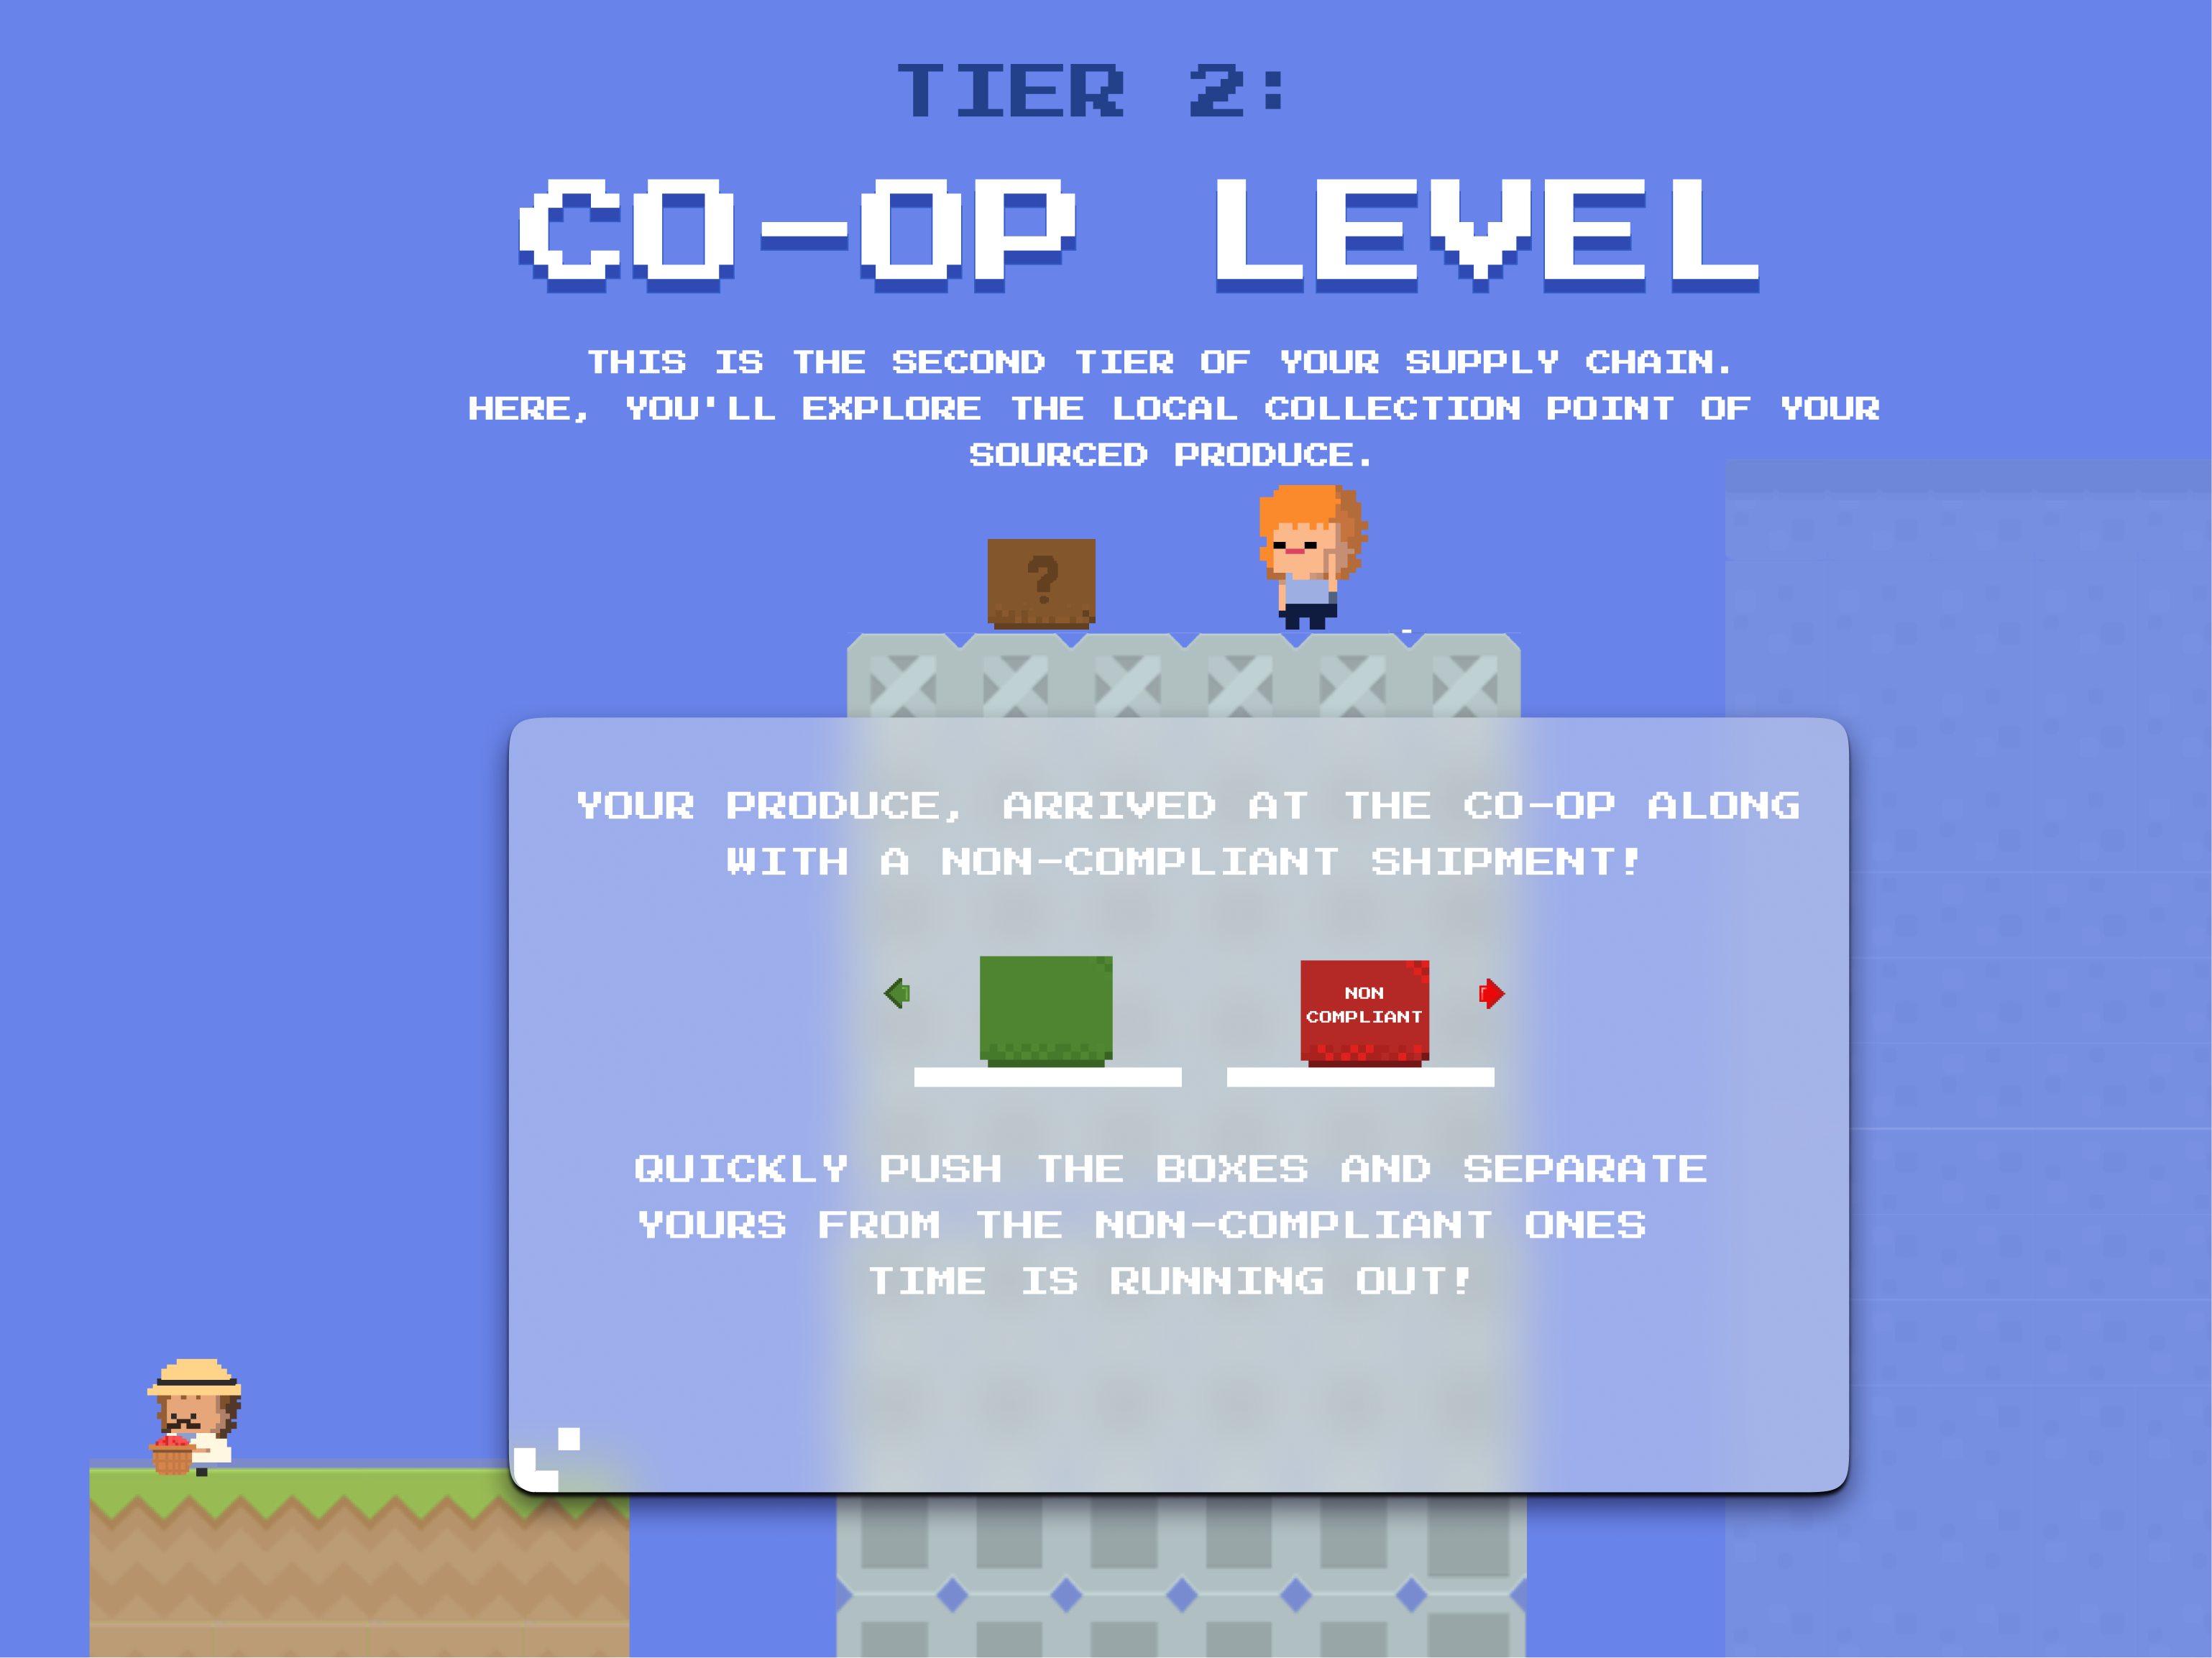 TIER 2:
CO-OP LEVEL
THIS IS THE SECOND TIER OF YOUR SUPPLY CHAIN.
HERE, YOU'LL EXPLORE THE LOCAL COLLECTION POINT OF YOUR
SOURCED PRODUCE.
?
YOUR PRODUCE, ARRIVED AT THE CO-OP ALONG
WITH A NON-COMPLIANT SHIPMENT!
NON
COMPLIANT
QUICKLY PUSH THE BOXES AND SEPARATE
YOURS FROM THE NON-COMPLIANT ONES
TIME IS RUNNING OUT!